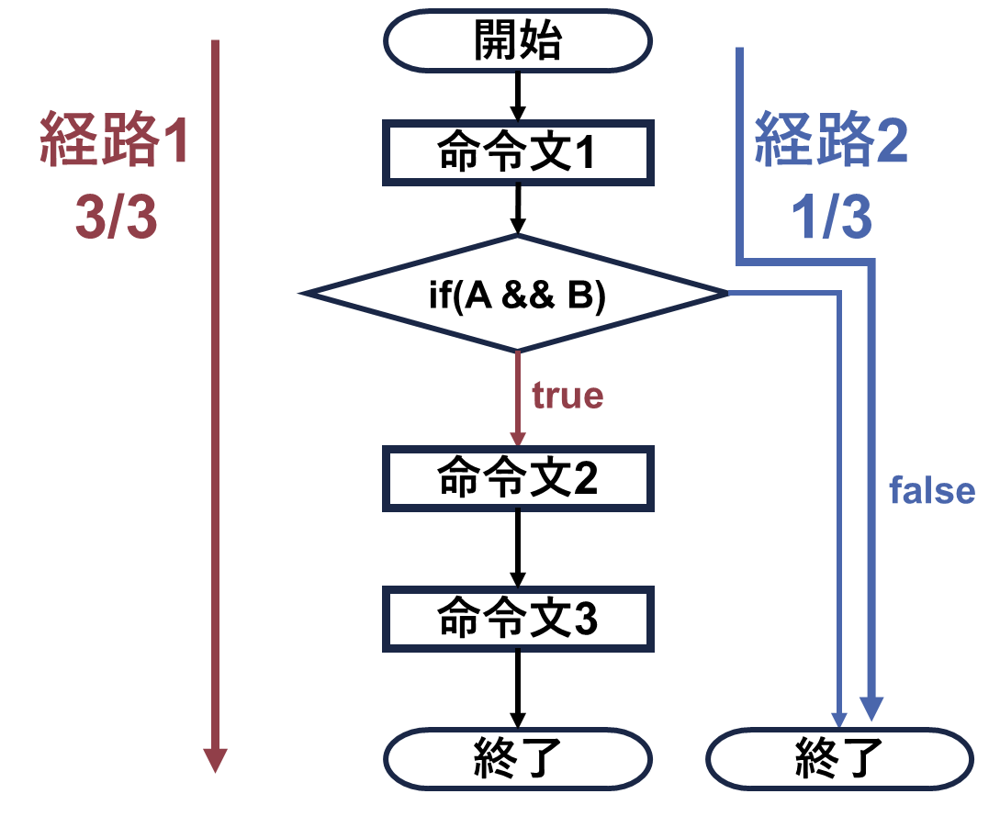 開始
経路1
3/3
命令文1
経路2
1/3
if(A && B)
true
命令文2
false
命令文3
終了
終了